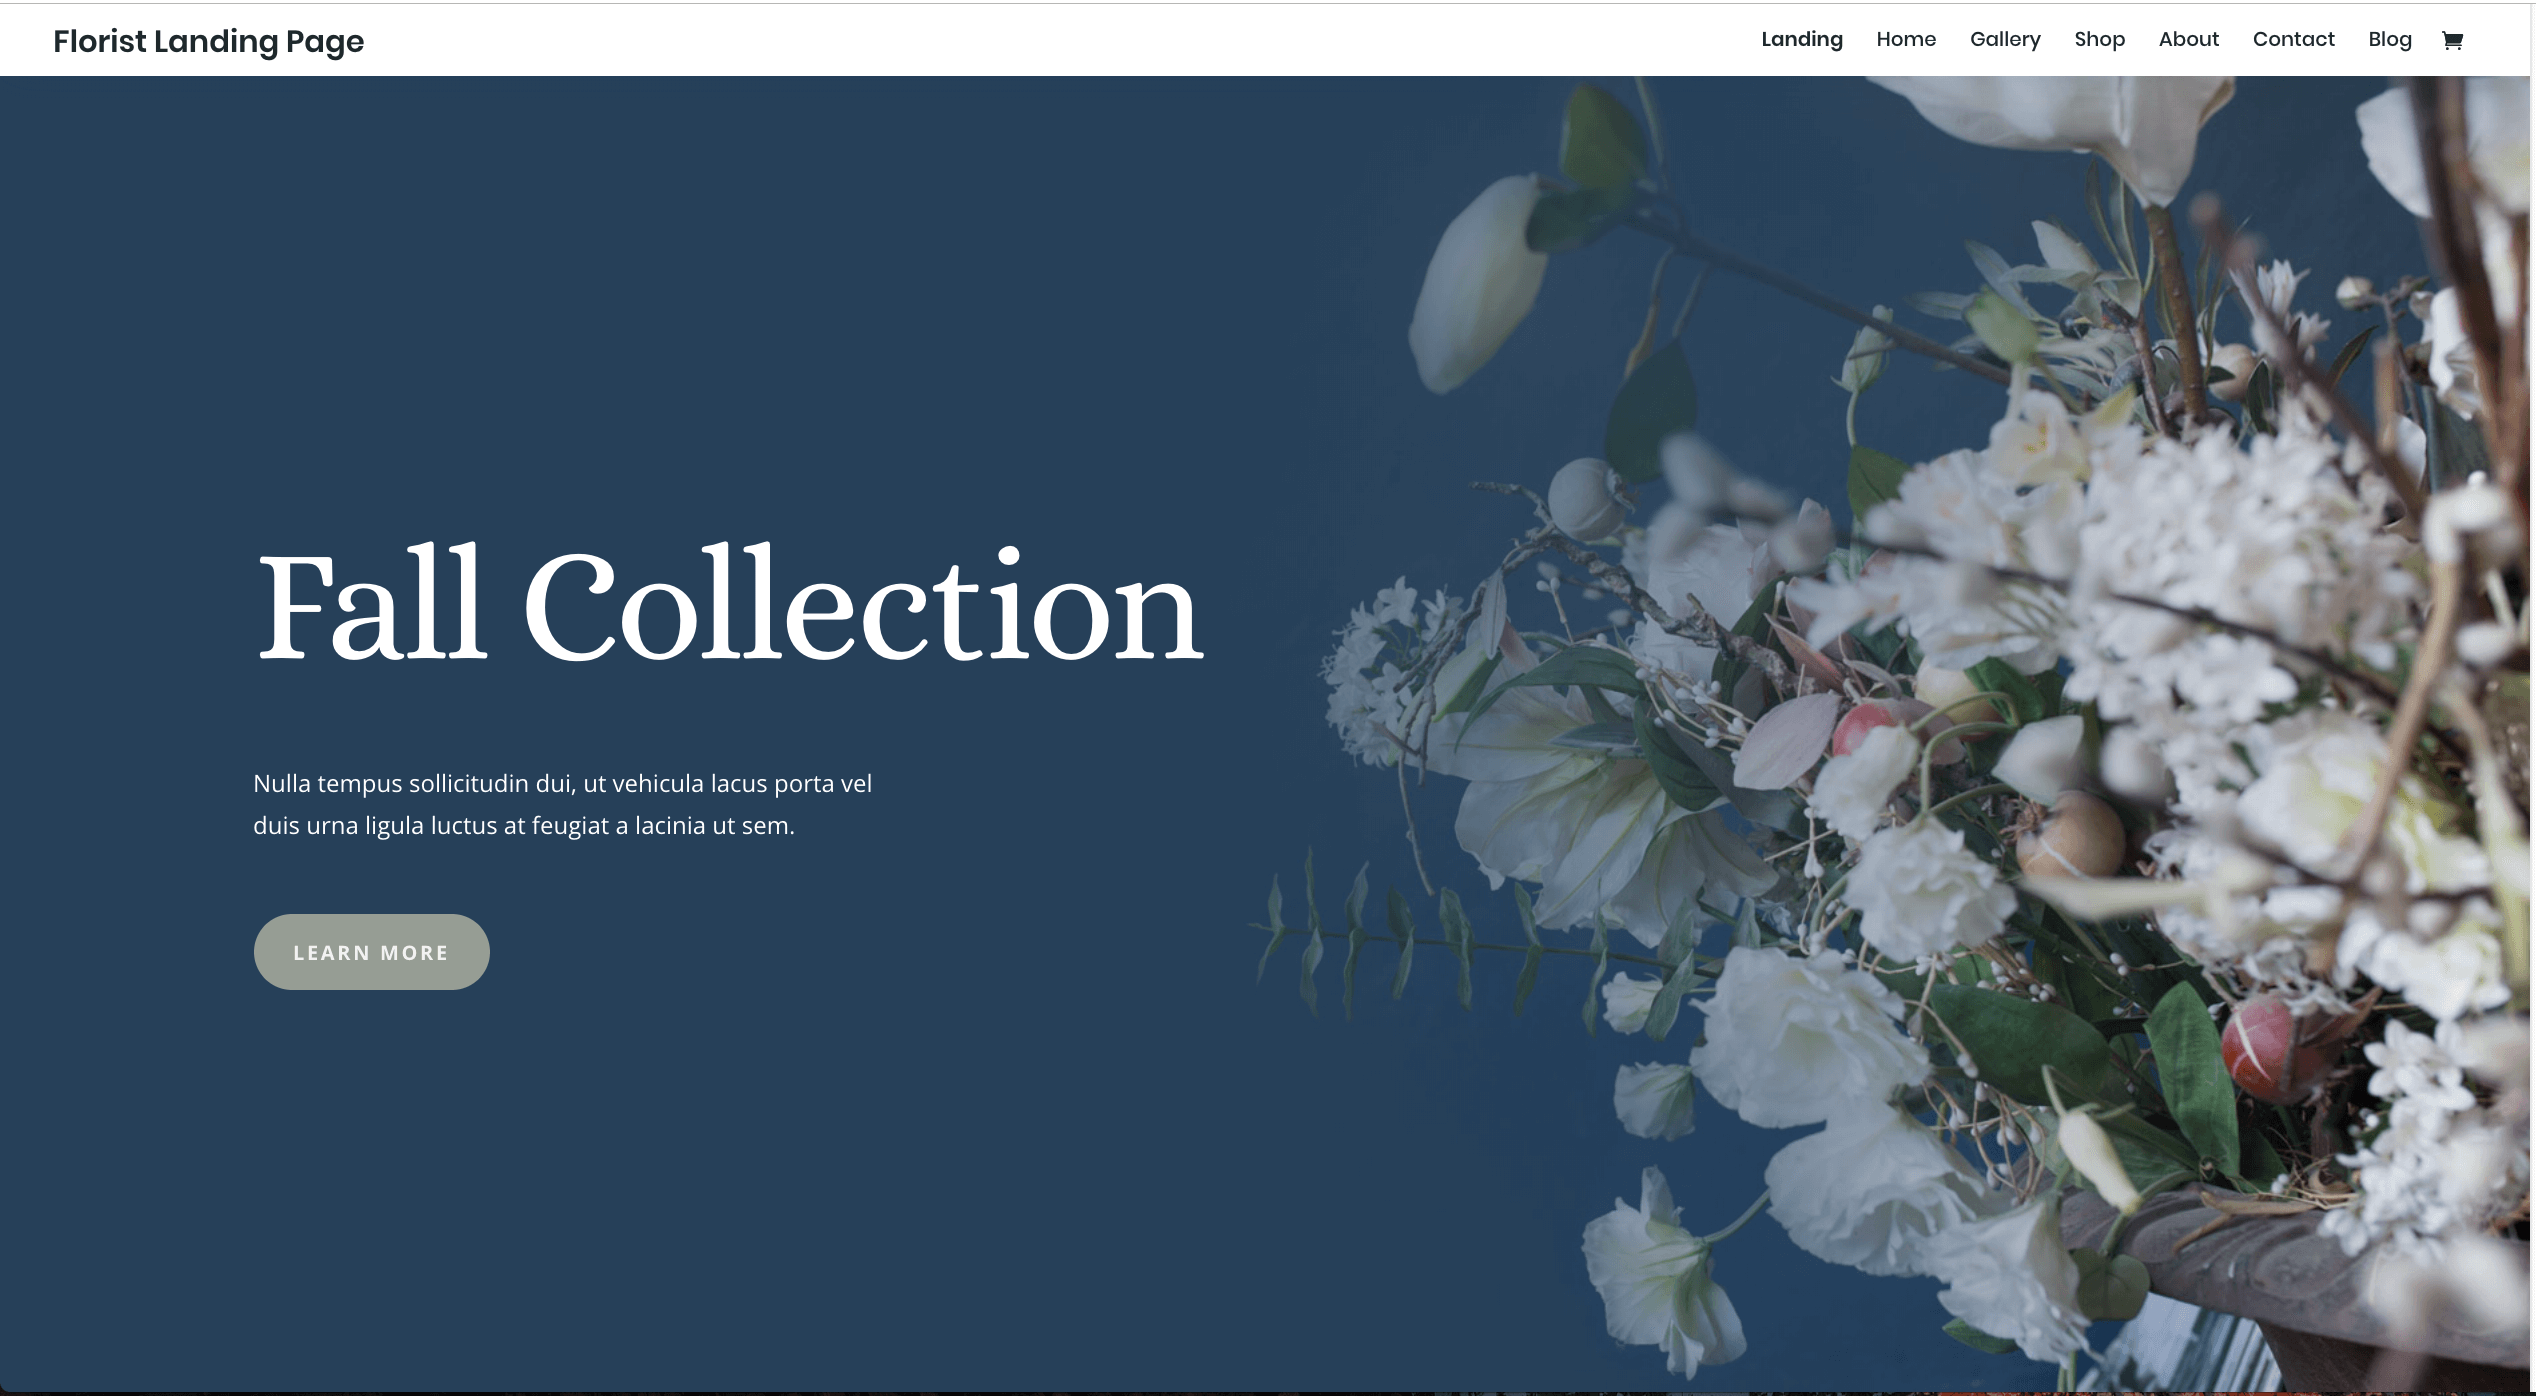 Florist Landing Page
Landing Home Gallery Shop About Contact Blog
Fall Collection
Nulla tempus sollicitudin dui, ut vehicula lacus porta vel
duis urna ligula luctus at feugiat a lacinia ut sem.
LEARN MORE